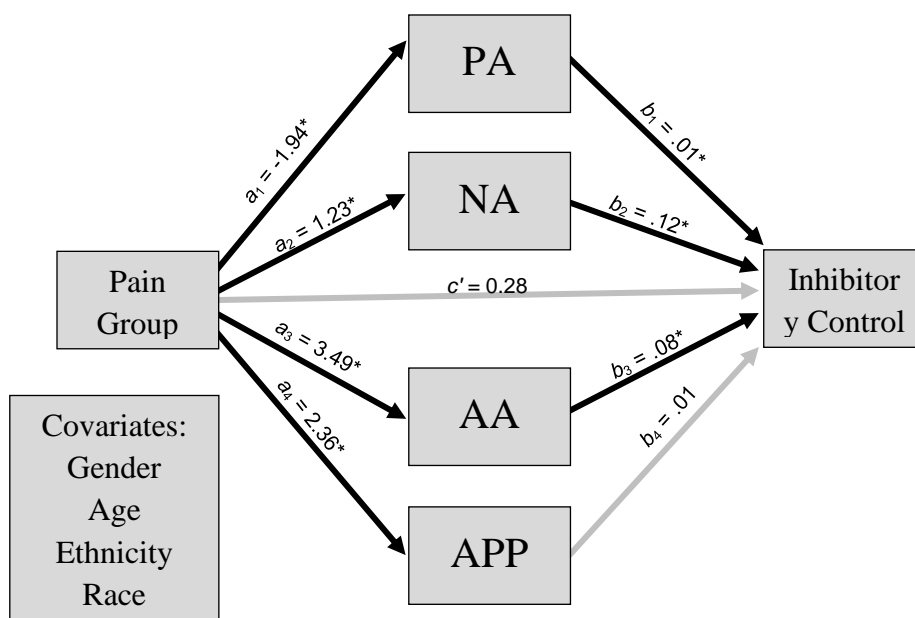 PA
a₁ = -1.94*
b₁ = .01*
NA
a₂ = 1.23*
b₂ = .12*
Pain
Group
c' = 0.28
Inhibitor
y Control
a₃ = 3.49*
b₃ = .08*
AA
a₄ = 2.36*
b₄ = .01
APP
Covariates:
Gender
Age
Ethnicity
Race